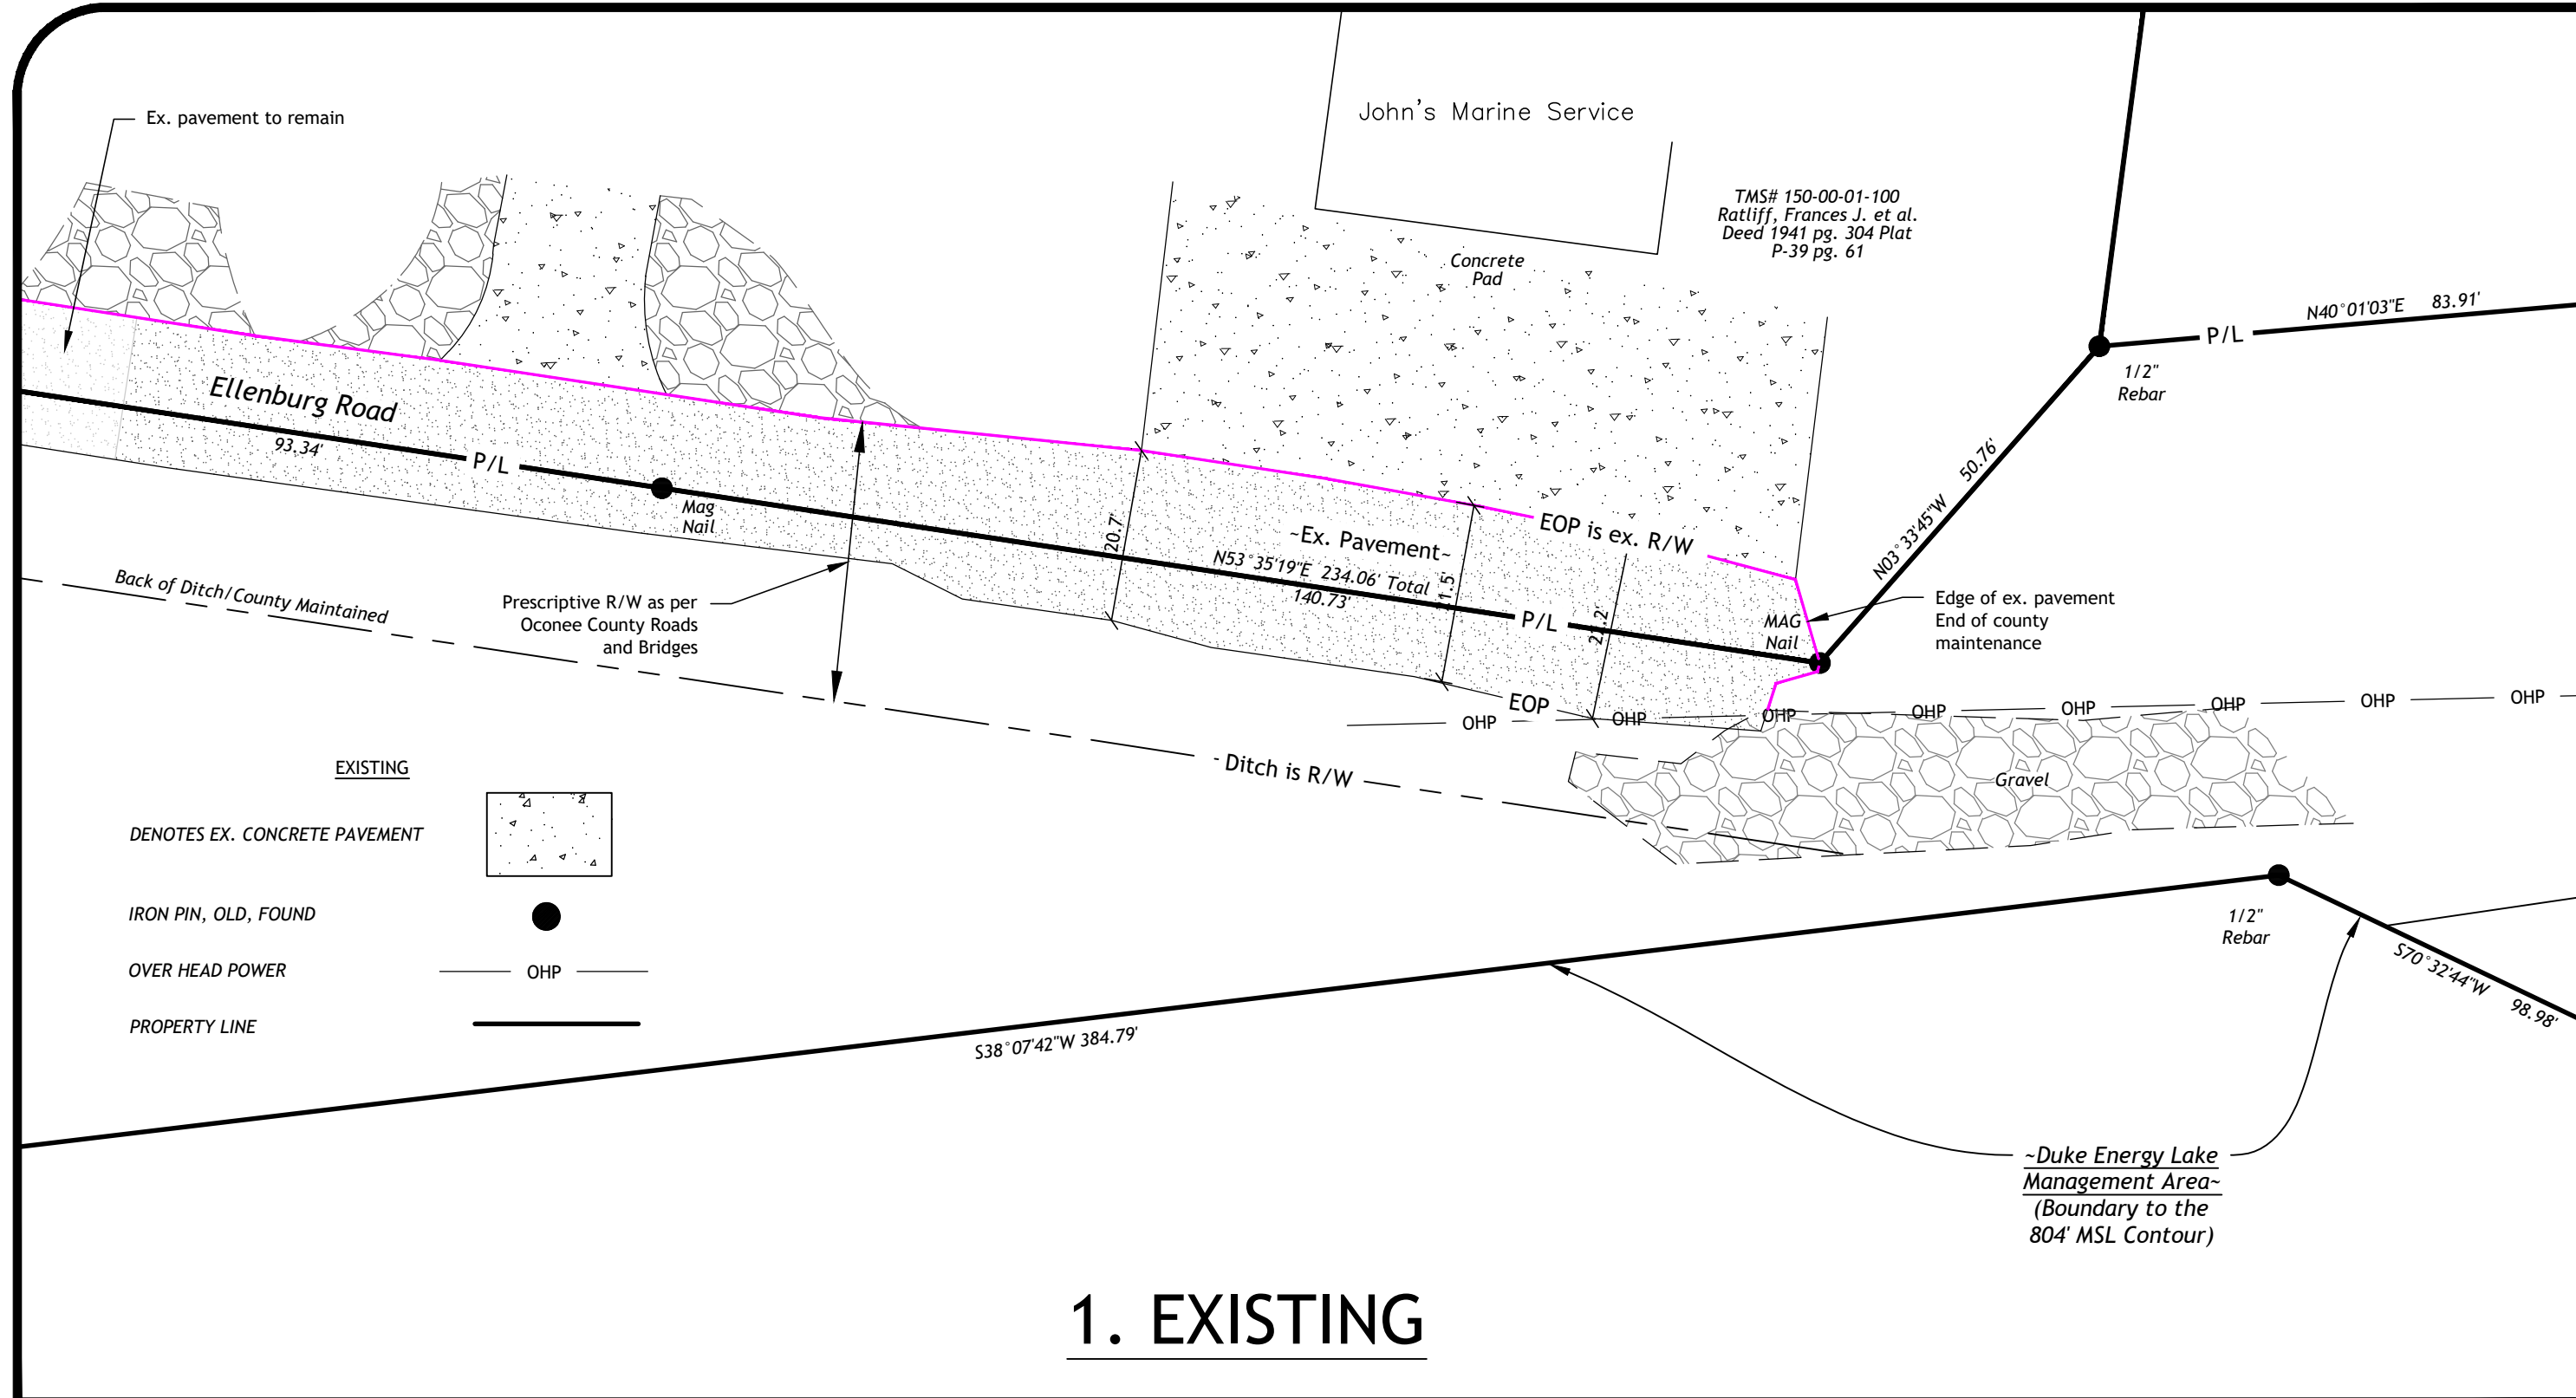 John's Marine Service
Ex. pavement to remain
TMS# 150-00-01-100
Ratliff, Frances J. et al.
Deed 1941 pg. 304 Plat
P-39 pg. 61
Concrete
Pad
N40°01'03"E 83.91'
P/L
1/2"
Rebar
Ellenburg Road
93.34'
P/L
Mag
Nail
20.7'
~Ex. Pavement~
EOP is ex. R/W
N53°35'19"E 234.06' Total
140.73'
P/L
MAG
Nail
N03°33'45"W 50.76'
Edge of ex. pavement
End of county
maintenance
Back of Ditch/County Maintained
Prescriptive R/W as per
Oconee County Roads
and Bridges
EOP
OHP
OHP
OHP
OHP
OHP
OHP
OHP
OHP
Ditch is R/W
Gravel
EXISTING
DENOTES EX. CONCRETE PAVEMENT
IRON PIN, OLD, FOUND
OVER HEAD POWER
OHP
PROPERTY LINE
1/2"
Rebar
S70°32'44"W 98.98'
S38°07'42"W 384.79'
~Duke Energy Lake
Management Area~
(Boundary to the
804' MSL Contour)
1. EXISTING